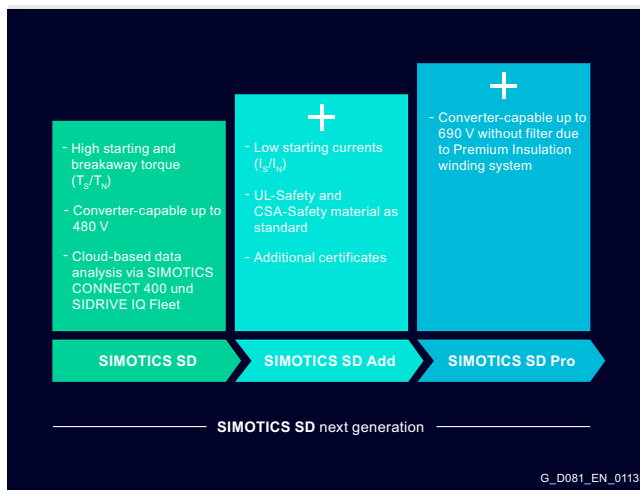 - High starting and
breakaway torque
(TS/TN)
- Converter-capable up to
480 V
- Cloud-based data
analysis via SIMOTICS
CONNECT 400 und
SIDRIVE IQ Fleet
+
- Low starting currents
(IS/IN)
- UL-Safety and
CSA-Safety material as
standard
- Additional certificates
+
- Converter-capable up to
690 V without filter due
to Premium Insulation
winding system
SIMOTICS SD
SIMOTICS SD Add
SIMOTICS SD Pro
SIMOTICS SD next generation
G_D081_EN_0113